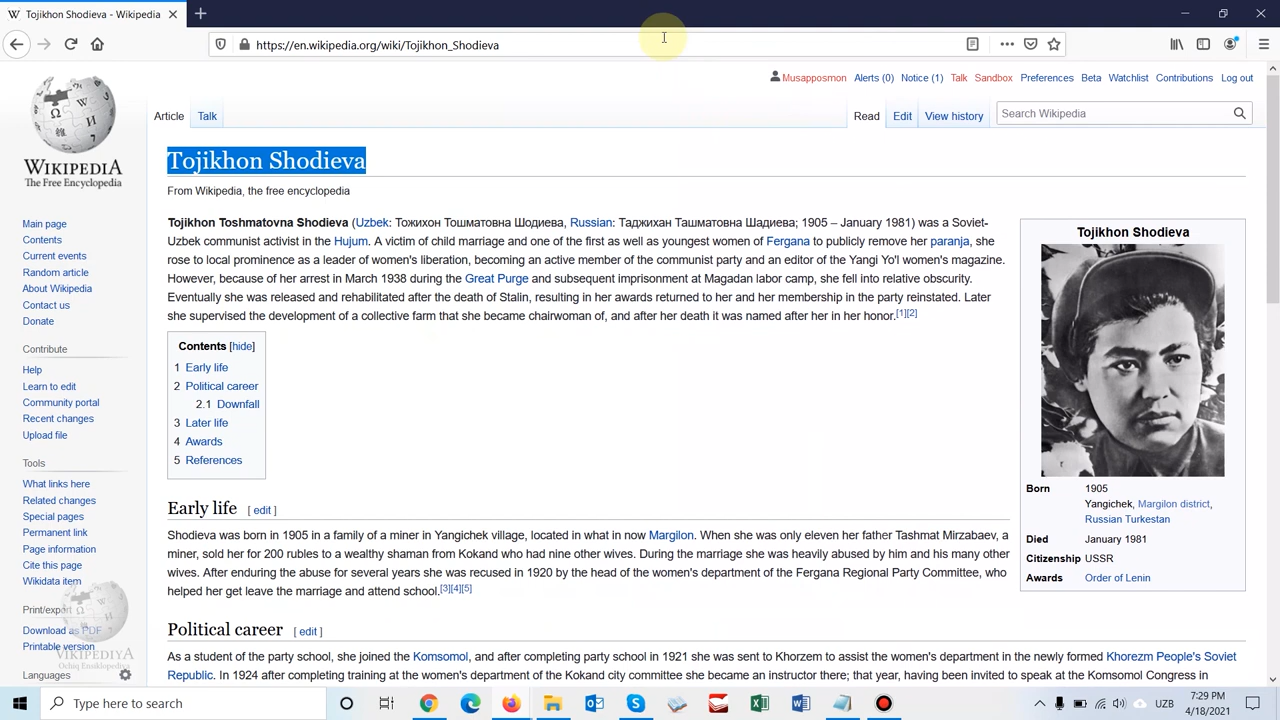 Tojikhon Shodieva - Wikipedia
https://en.wikipedia.org/wiki/Tojikhon_Shodieva
Musapposmon Alerts (0) Notice (1) Talk Sandbox Preferences Beta Watchlist Contributions Log out
Article Talk Read Edit View history Search Wikipedia
WIKIPEDIA
The Free Encyclopedia
Main page
Contents
Current events
Random article
About Wikipedia
Contact us
Donate
Contribute
Help
Learn to edit
Community portal
Recent changes
Upload file
Tools
What links here
Related changes
Special pages
Permanent link
Page information
Cite this page
Wikidata item
Print/export
Download as PDF
Printable version
Languages
WIKIPEDIYA
Ochiq Ensiklopediya
Tojikhon Shodieva
From Wikipedia, the free encyclopedia
Tojikhon Toshmatovna Shodieva (Uzbek: Тожихон Тошматовна Шодиева, Russian: Таджихан Ташматовна Шадиева; 1905 – January 1981) was a Soviet-
Uzbek communist activist in the Hujum. A victim of child marriage and one of the first as well as youngest women of Fergana to publicly remove her paranja, she
rose to local prominence as a leader of women's liberation, becoming an active member of the communist party and an editor of the Yangi Yo'l women's magazine.
However, because of her arrest in March 1938 during the Great Purge and subsequent imprisonment at Magadan labor camp, she fell into relative obscurity.
Eventually she was released and rehabilitated after the death of Stalin, resulting in her awards returned to her and her membership in the party reinstated. Later
she supervised the development of a collective farm that she became chairwoman of, and after her death it was named after her in her honor.[1][2]
Contents [hide]
1 Early life
2 Political career
2.1 Downfall
3 Later life
4 Awards
5 References
Early life [ edit ]
Shodieva was born in 1905 in a family of a miner in Yangichek village, located in what in now Margilon. When she was only eleven her father Tashmat Mirzabaev, a
miner, sold her for 200 rubles to a wealthy shaman from Kokand who had nine other wives. During the marriage she was heavily abused by him and his many other
wives. After enduring the abuse for several years she was recused in 1920 by the head of the women's department of the Fergana Regional Party Committee, who
helped her get leave the marriage and attend school.[3][4][5]
Political career [ edit ]
As a student of the party school, she joined the Komsomol, and after completing party school in 1921 she was sent to Khorezm to assist the women's department in the newly formed Khorezm People's Soviet
Republic. In 1924 after completing training at the women's department of the Kokand city committee she became an instructor there; that year, having been invited to speak at the Komsomol Congress in
Tojikhon Shodieva
Born 1905
Yangichek, Margilon district,
Russian Turkestan
Died January 1981
Citizenship USSR
Awards Order of Lenin
Type here to search
UZB
7:29 PM
4/18/2021